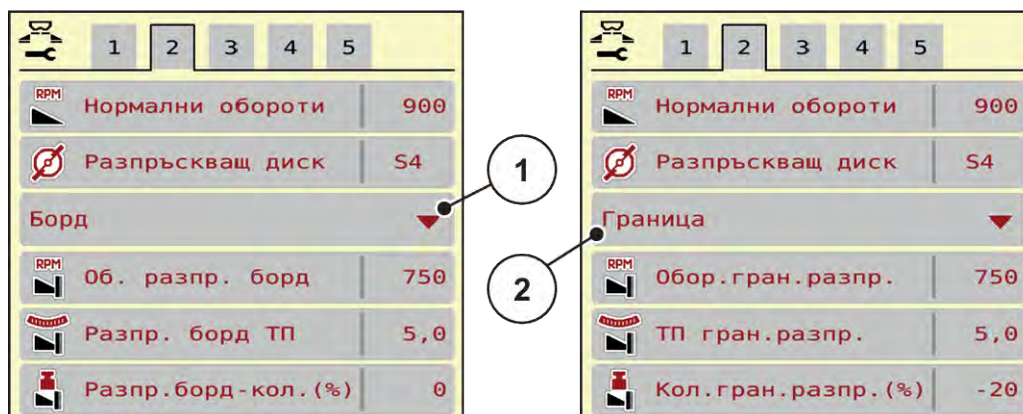 1 2 3 4 5
RPM Нормални обороти 900
Разпръскващ диск S4
Борд
RPM Об. разпр. борд 750
Разпр. борд ТП 5,0
Разпр.борд-кол.(%) 0
1
2
1 2 3 4 5
RPM Нормални обороти 900
Разпръскващ диск S4
Граница
RPM Обор.гран.разпр. 750
ТП гран.разпр. 5,0
Кол.гран.разпр.(%) -20